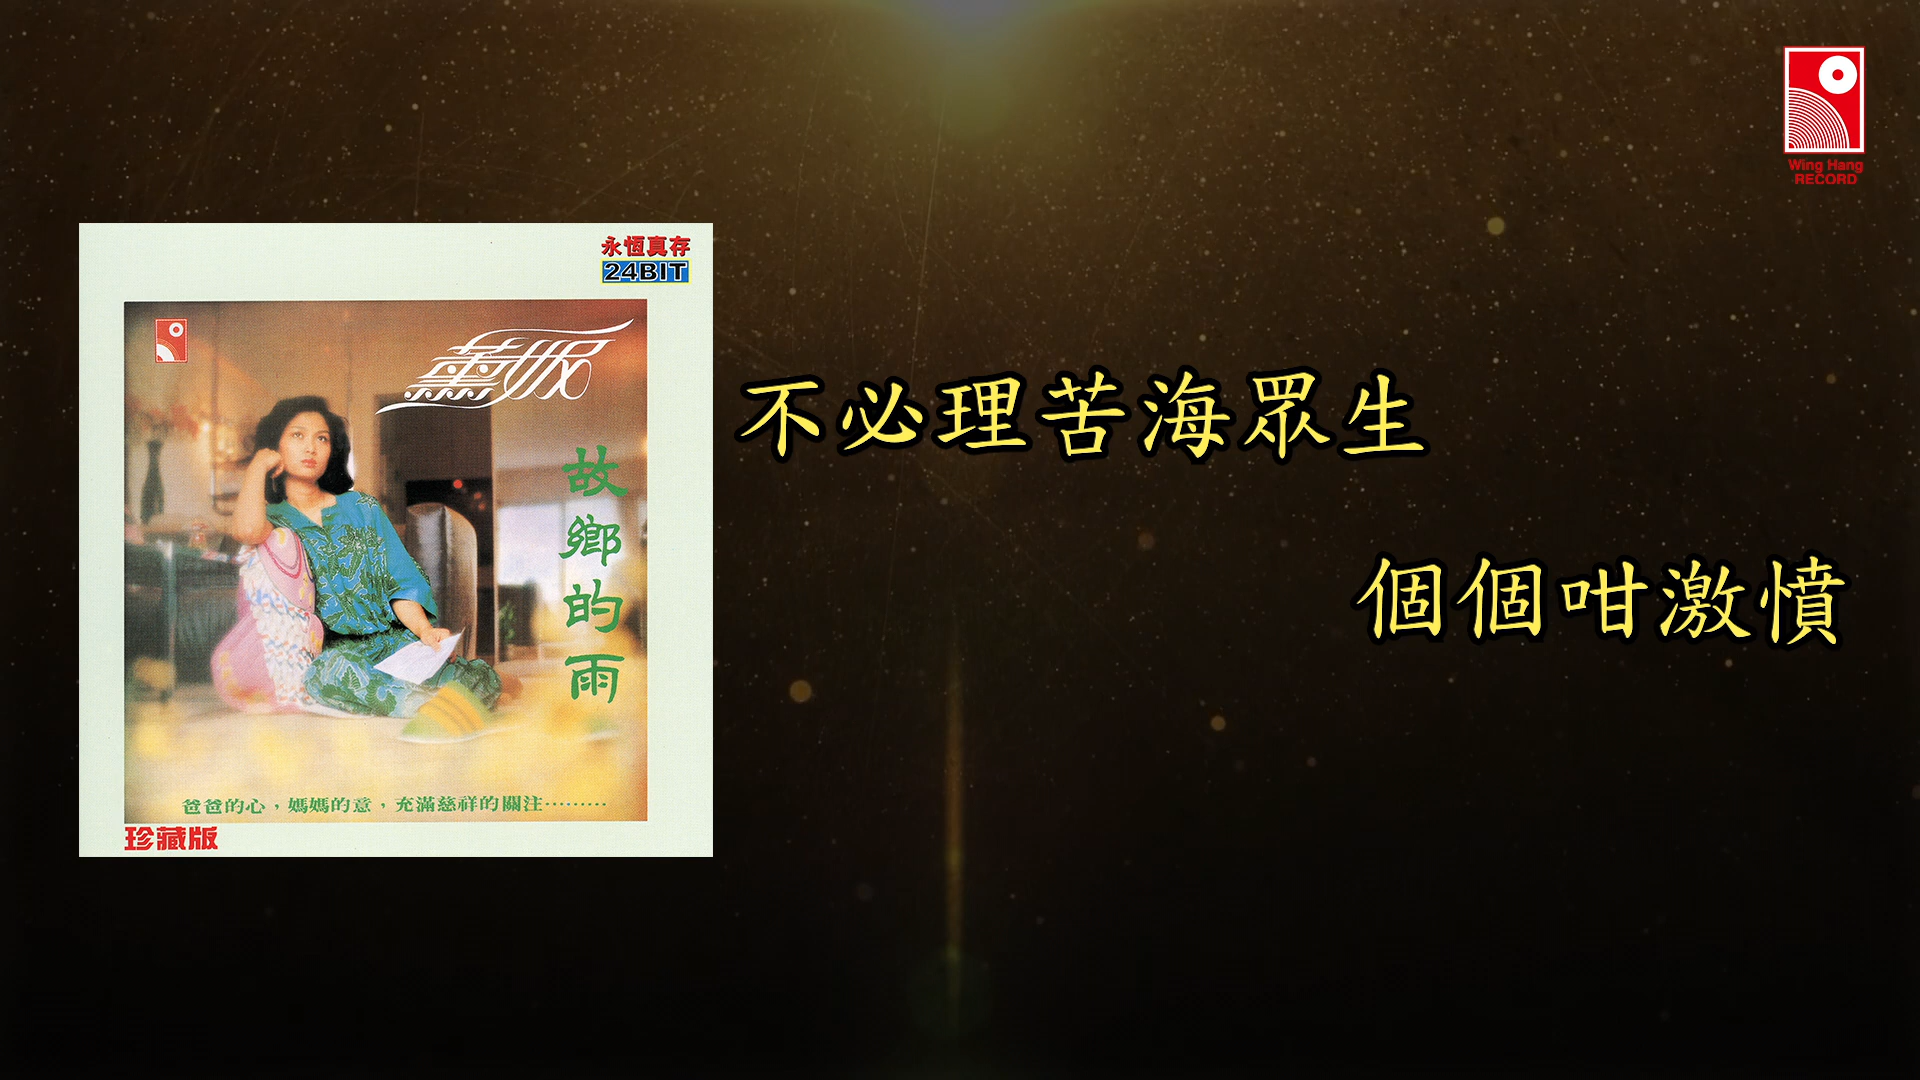 Wing Hang
RECORD
永恆真存
24BIT
薰妮
故鄉的雨
爸爸的心，媽媽的意，充滿慈祥的關注………
珍藏版
不必理苦海眾生
個個咁激憤